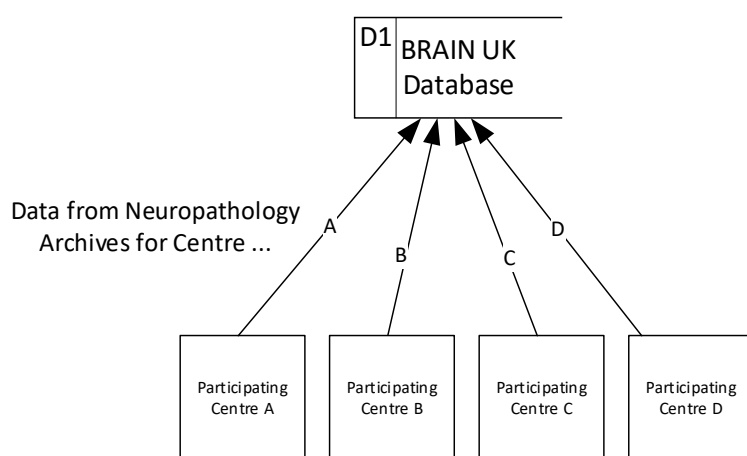 D1
BRAIN UK
Database
Data from Neuropathology
Archives for Centre ...
A
B
C
D
Participating
Centre A
Participating
Centre B
Participating
Centre C
Participating
Centre D